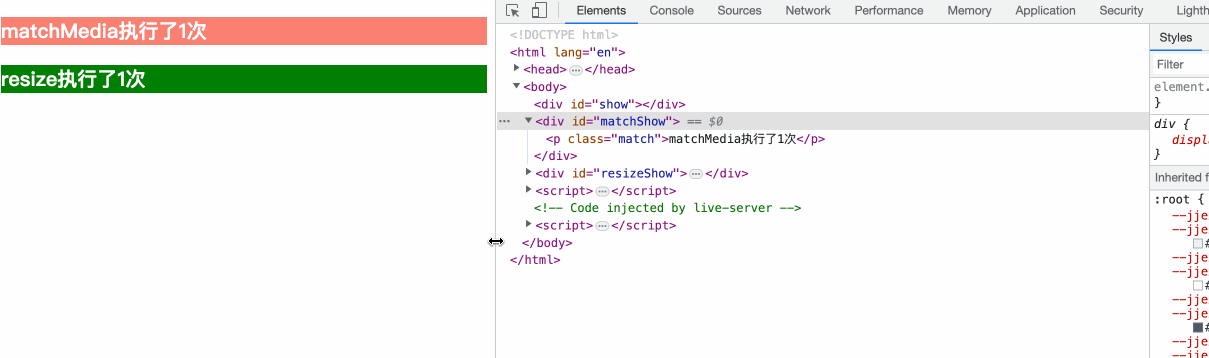 matchMedia执行了1次
resize执行了1次
Elements Console Sources Network Performance Memory Application Security Lighth
<!DOCTYPE html>
<html lang="en">
<head>…</head>
<body>
<div id="show"></div>
… <div id="matchShow"> == $0
<p class="match">matchMedia执行了1次</p>
</div>
<div id="resizeShow">…</div>
<script>…</script>
<!-- Code injected by live-server -->
<script>…</script>
</body>
</html>
Styles
Filter
element.
}
div {
displ
}
Inherited f
:root {
--jje
--jje
#
--jje
--jje
#
--jje
--jje
#
--jje
--jje